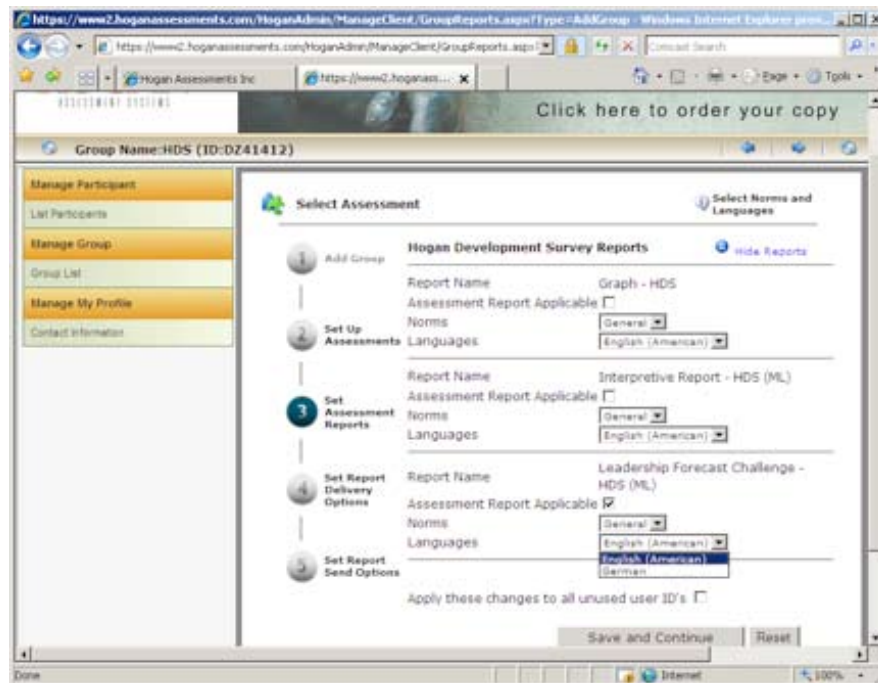 https://www2.hoganassessments.com/HoganAdmin/ManageClient/GroupReports.aspx?Type=AddGroup - Windows Internet Explorer
https://www2.hoganassessments.com/HoganAdmin/ManageClient/GroupReports.aspx?
Comcast Search
Hogan Assessments Inc
https://www2.hoganass...
Page
Tools
Click here to order your copy
Group Name:HDS (ID:DZ41412)
Manage Participant
List Participants
Manage Group
Group List
Manage My Profile
Contact Information
Select Assessment
Select Norms and
Languages
1
Add Group
2
Set Up
Assessments
3
Set
Assessment
Reports
4
Set Report
Delivery
Options
5
Set Report
Send Options
Hogan Development Survey Reports
Hide Reports
Report Name Graph - HDS
Assessment Report Applicable
Norms General
Languages English (American)
Report Name Interpretive Report - HDS (ML)
Assessment Report Applicable
Norms General
Languages English (American)
Report Name Leadership Forecast Challenge -
HDS (ML)
Assessment Report Applicable
Norms General
Languages English (American)
English (American)
German
Apply these changes to all unused user ID's
Save and Continue Reset
Done
Internet
100%